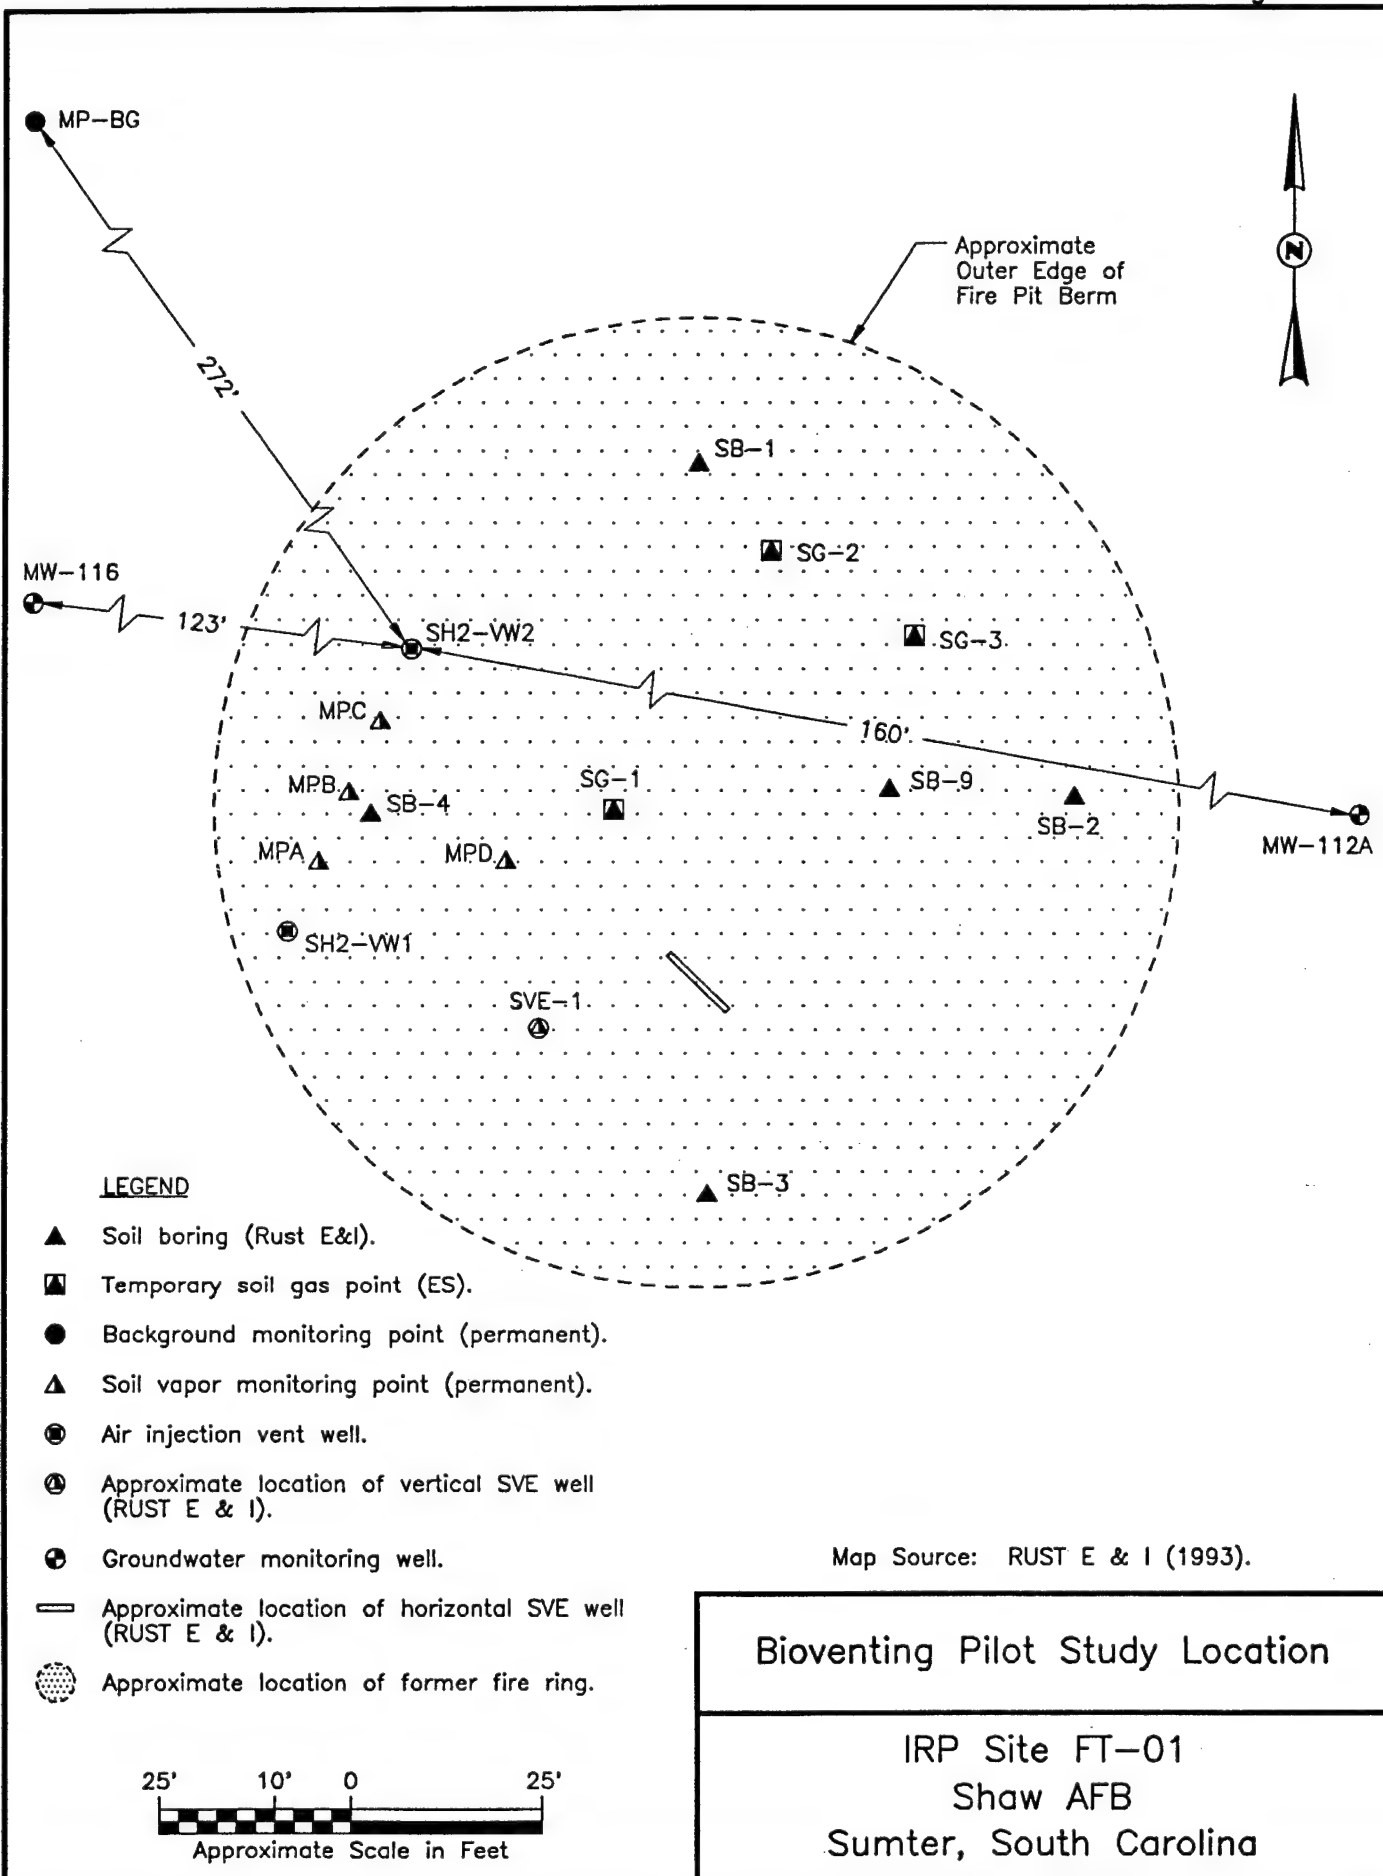 MP-BG
Approximate
Outer Edge of
Fire Pit Berm
N
272'
SB-1
SG-2
MW-116
123'
SH2-VW2
SG-3
MPC
160'
SG-1
MPB
SB-4
SB-9
SB-2
MW-112A
MPA
MPD
SH2-VW1
SVE-1
SB-3
LEGEND
Soil boring (Rust E&I).
Temporary soil gas point (ES).
Background monitoring point (permanent).
Soil vapor monitoring point (permanent).
Air injection vent well.
Approximate location of vertical SVE well
(RUST E & I).
Groundwater monitoring well.
Approximate location of horizontal SVE well
(RUST E & I).
Approximate location of former fire ring.
Map Source: RUST E & I (1993).
25' 10' 0 25'
Approximate Scale in Feet
Bioventing Pilot Study Location
IRP Site FT-01
Shaw AFB
Sumter, South Carolina